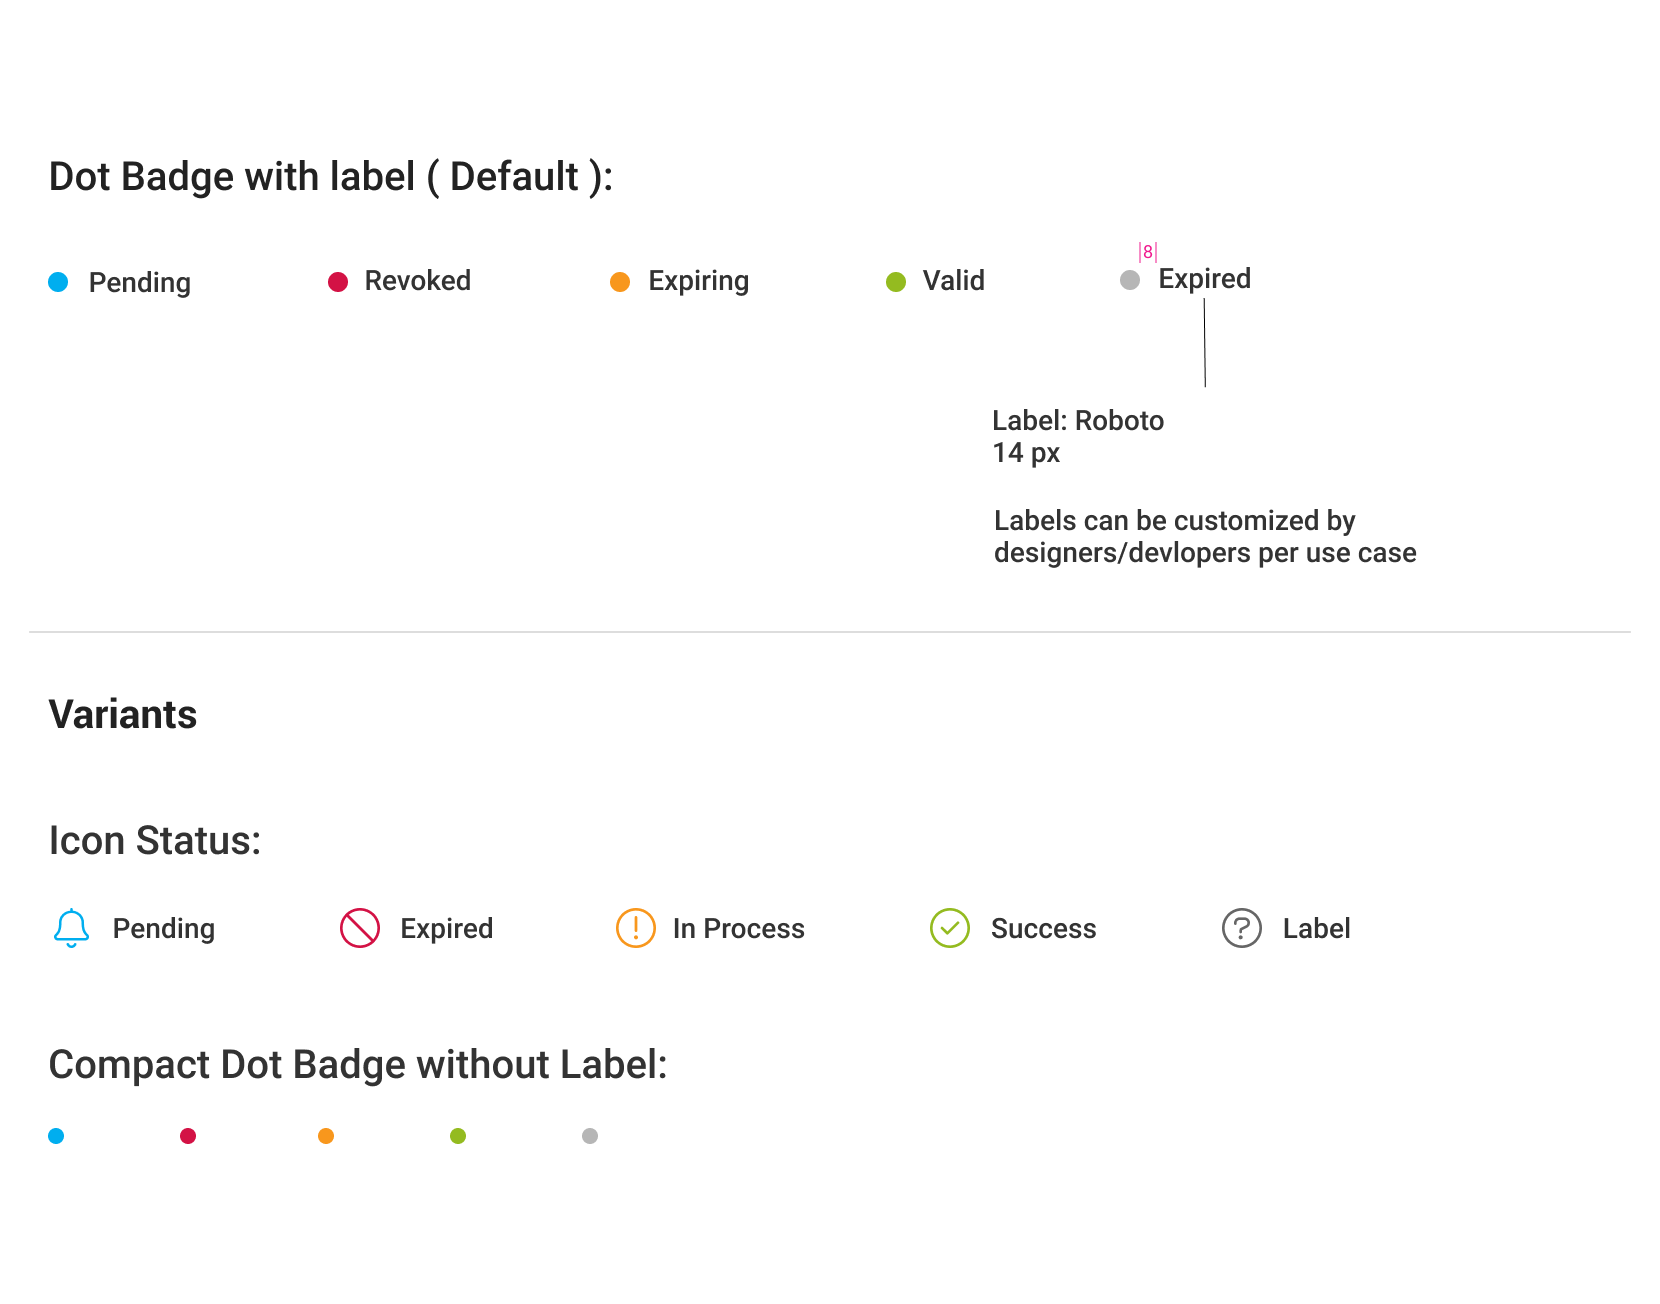 Dot Badge with label ( Default ):
8
Pending
Revoked
Expiring
Valid
Expired
Label: Roboto
14 px
Labels can be customized by
designers/devlopers per use case
Variants
Icon Status:
Pending
Expired
In Process
Success
Label
Compact Dot Badge without Label: